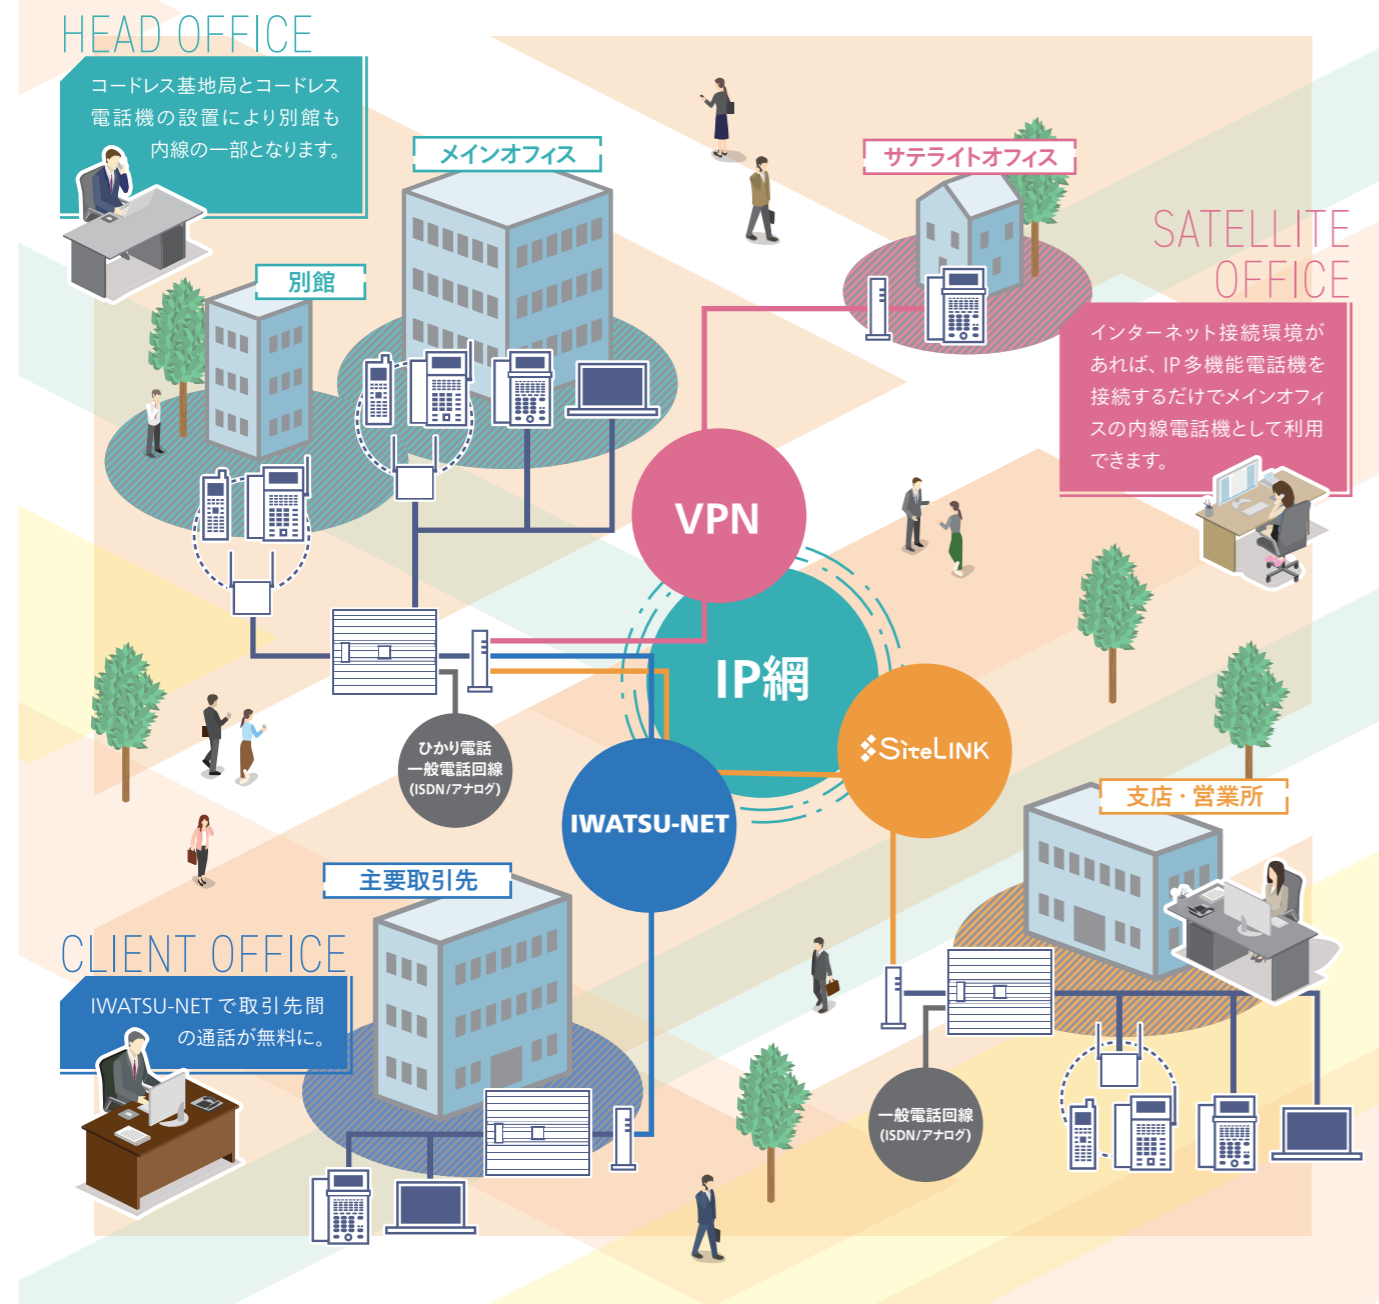 HEAD OFFICE
コードレス基地局とコードレス
電話機の設置により別館も
内線の一部となります。
メインオフィス
別館
サテライトオフィス
SATELLITE
OFFICE
インターネット接続環境が
あれば、IP多機能電話機を
接続するだけでメインオフィ
スの内線電話機として利用
できます。
VPN
IP網
SiteLINK
ひかり電話
一般電話回線
(ISDN/アナログ)
IWATSU-NET
支店・営業所
主要取引先
CLIENT OFFICE
IWATSU-NETで取引先間
の通話が無料に。
一般電話回線
(ISDN/アナログ)